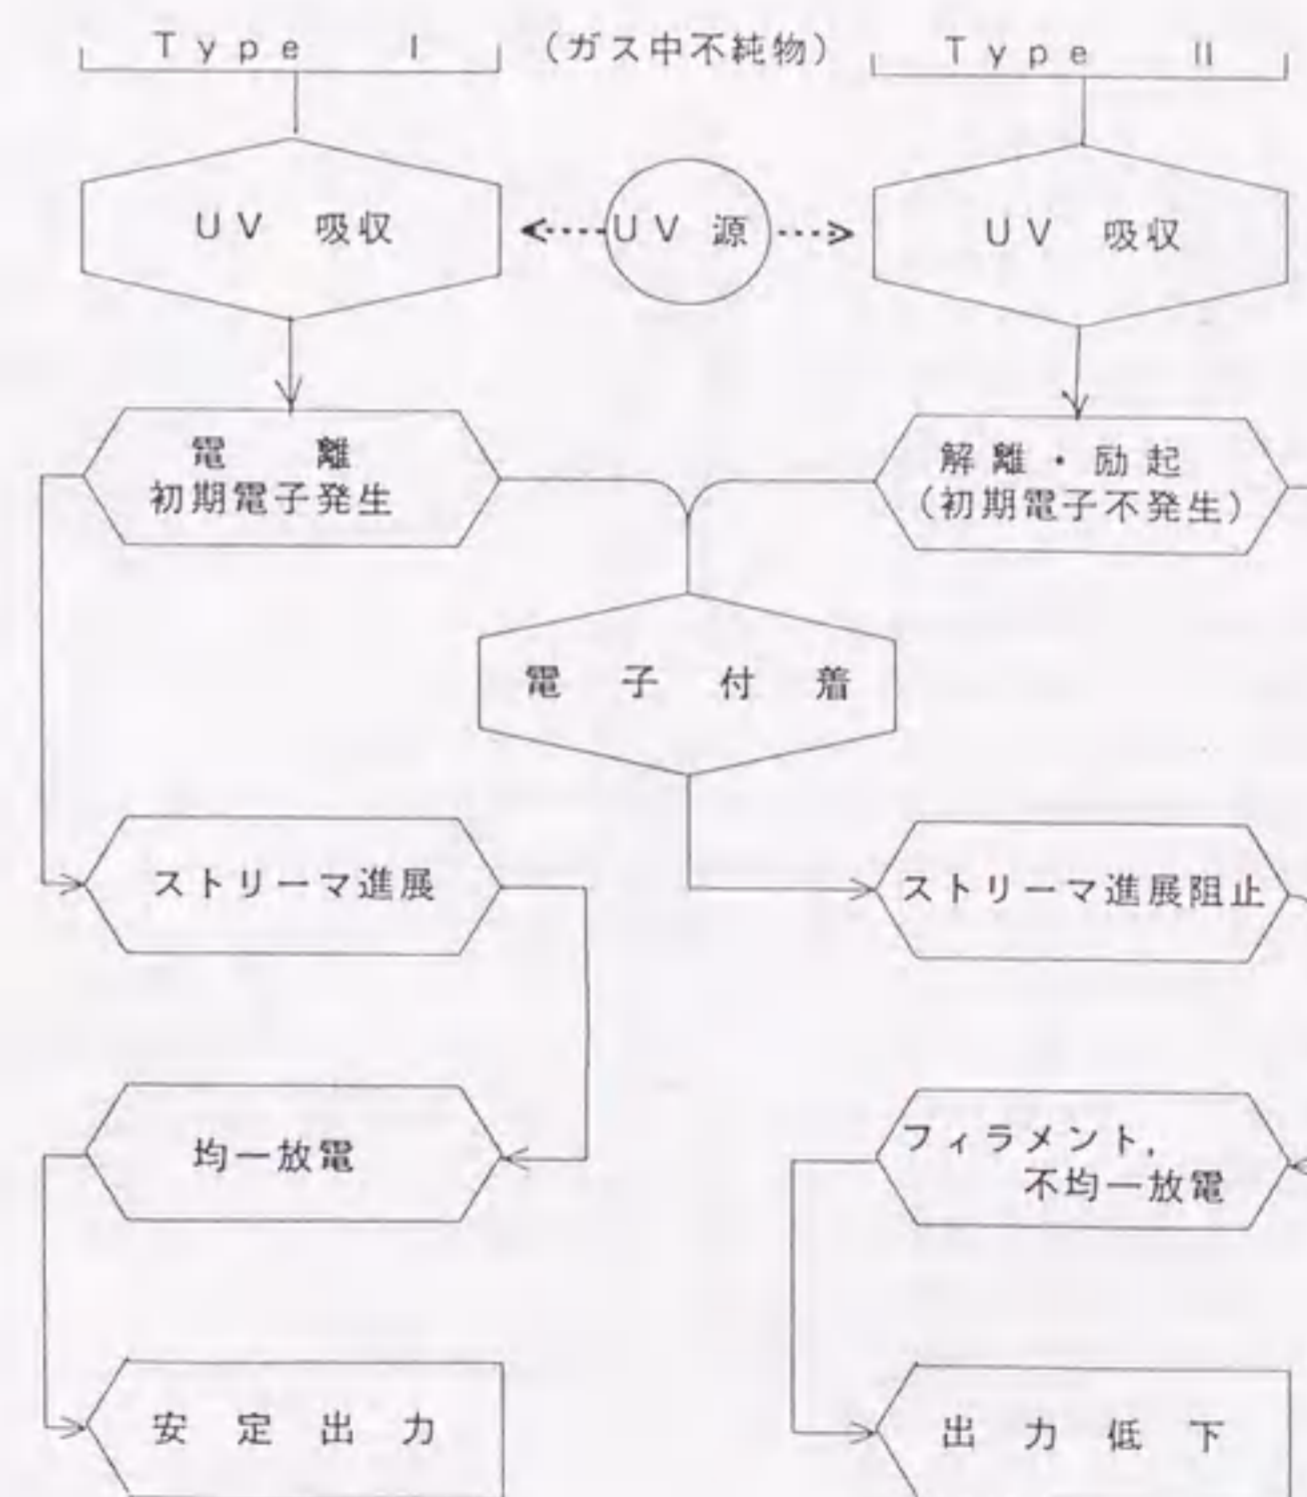 Type I (ガス中不純物) Type II
UV 吸収 UV 源 UV 吸収
電離
初期電子発生
解離・励起
(初期電子不発生)
電子付着
ストリーマ進展
ストリーマ進展阻止
均一放電
フィラメント,
不均一放電
安定出力
出力低下